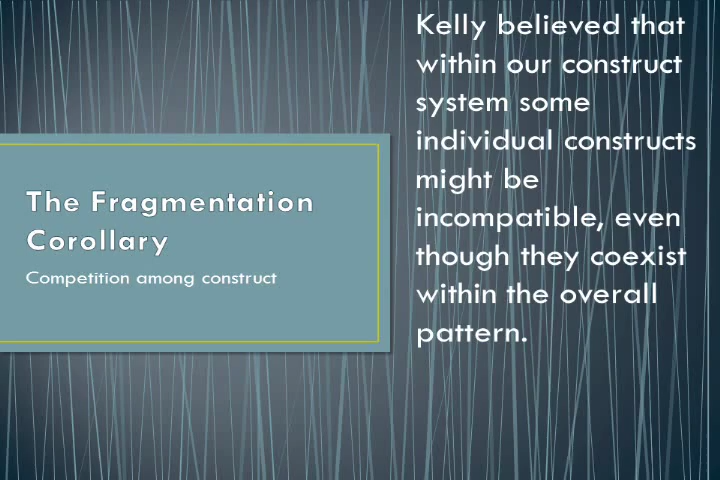 The Fragmentation
Corollary
Competition among construct
Kelly believed that
within our construct
system some
individual constructs
might be
incompatible, even
though they coexist
within the overall
pattern.